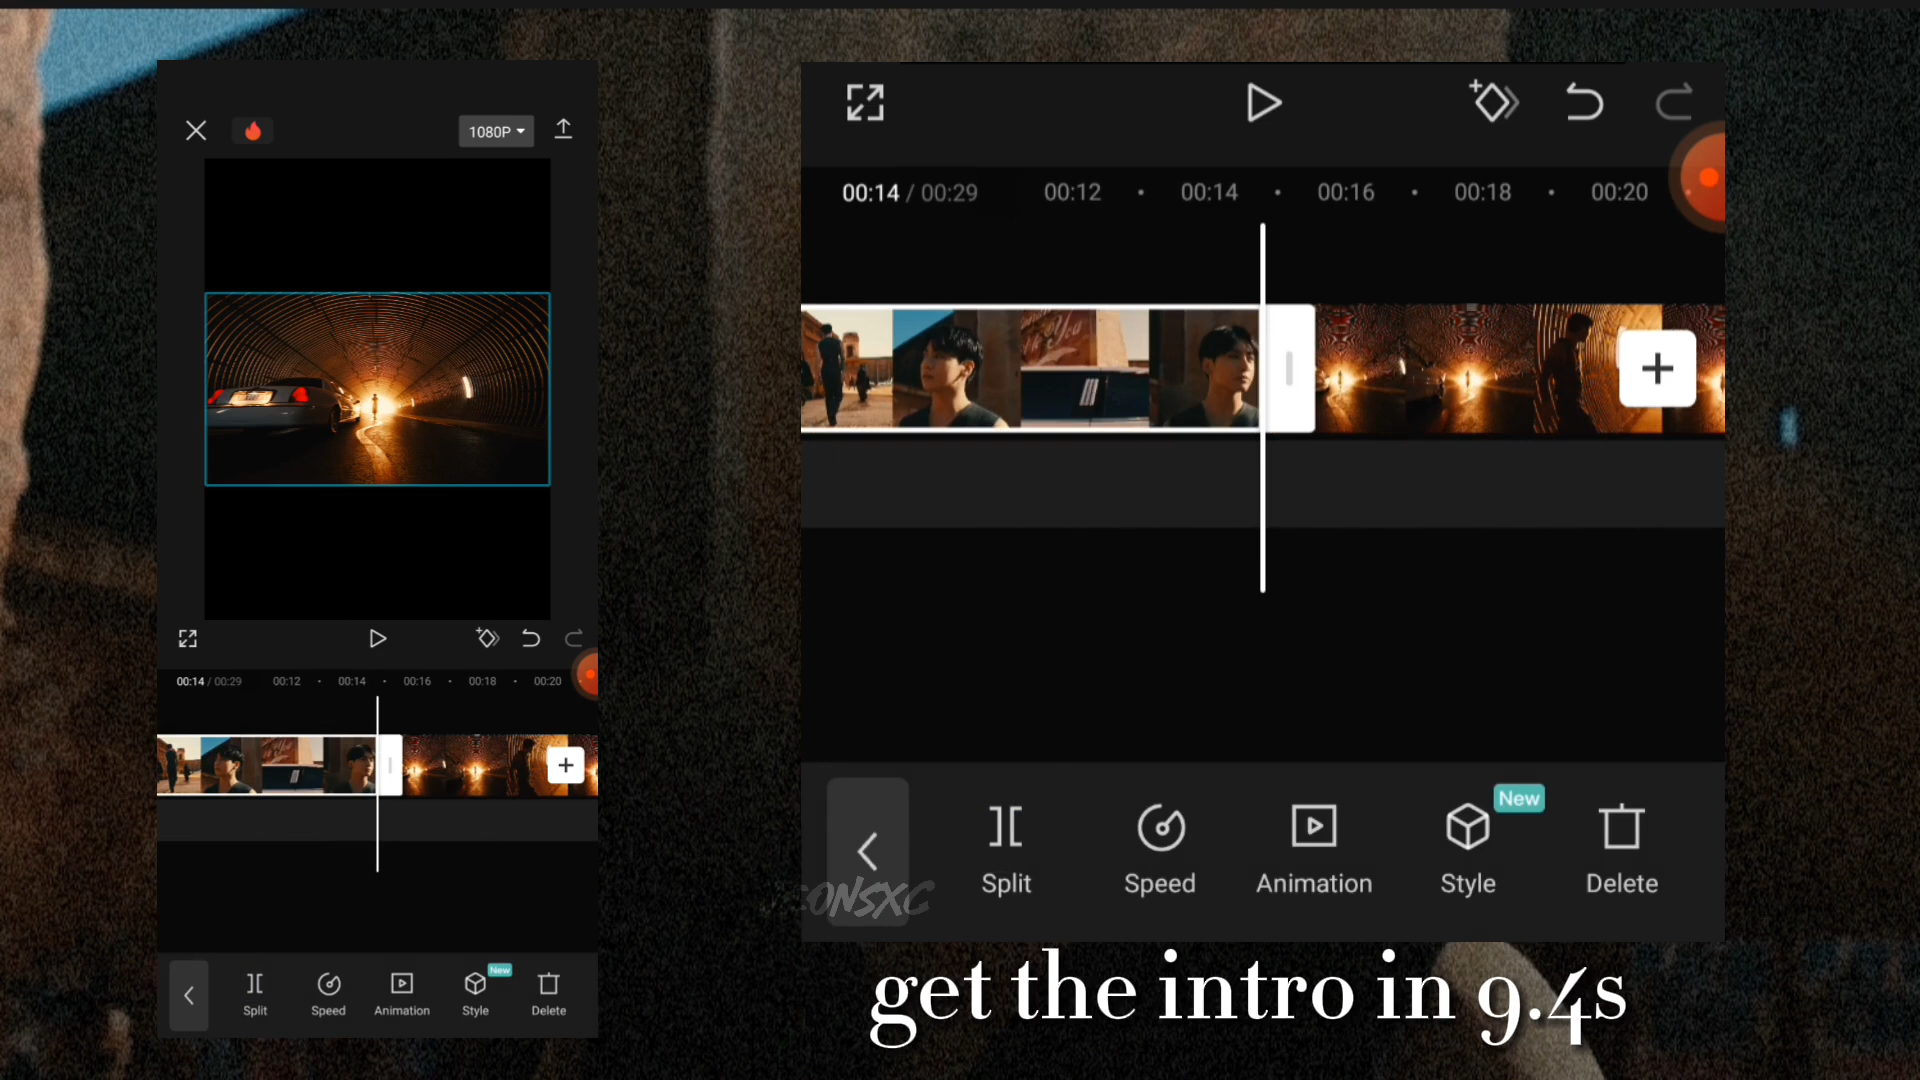 1080P
00:14 / 00:29 00:12 00:14 00:16 00:18 00:20
Split Speed Animation Style New Delete
00:14 / 00:29 00:12 00:14 00:16 00:18 00:20
New
Split Speed Animation Style Delete
get the intro in 9.4s